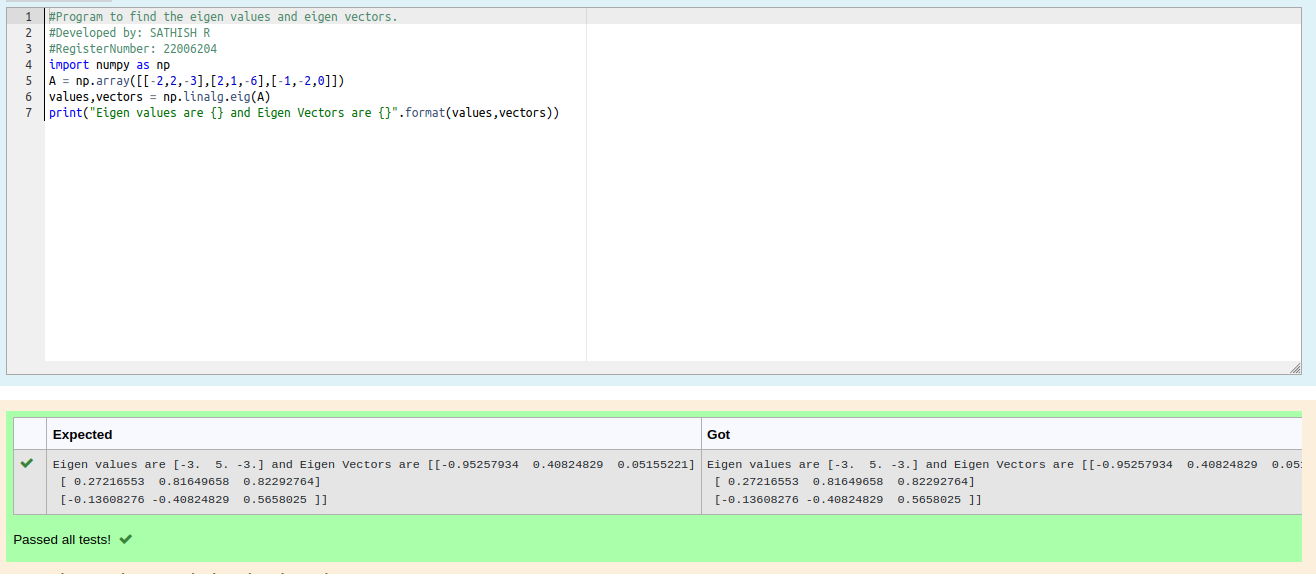 1 #Program to find the eigen values and eigen vectors.
2 #Developed by: SATHISH R
3 #RegisterNumber: 22006204
4 import numpy as np
5 A = np.array([[-2,2,-3],[2,1,-6],[-1,-2,0]])
6 values,vectors = np.linalg.eig(A)
7 print("Eigen values are {} and Eigen Vectors are {}".format(values,vectors))
Expected Got
Eigen values are [-3. 5. -3.] and Eigen Vectors are [[-0.95257934 0.40824829 0.05155221] Eigen values are [-3. 5. -3.] and Eigen Vectors are [[-0.95257934 0.40824829
[ 0.27216553 0.81649658 0.82292764] [ 0.27216553 0.81649658 0.82292764]
[-0.13608276 -0.40824829 0.5658025 ]] [-0.13608276 -0.40824829 0.5658025 ]]
Passed all tests!